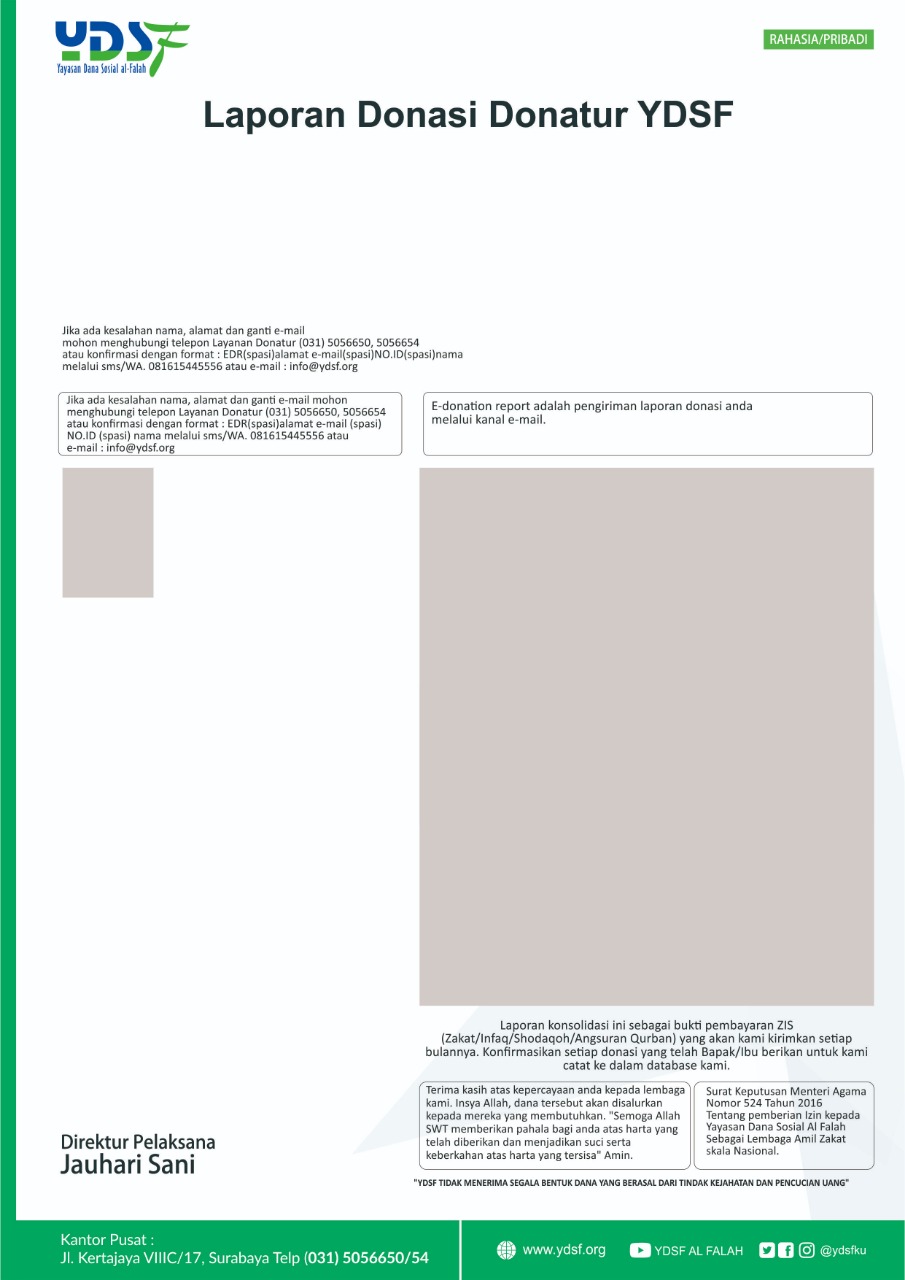 YDSF
Yayasan Dana Sosial al-Falah
RAHASIA/PRIBADI
Laporan Donasi Donatur YDSF
Jika ada kesalahan nama, alamat dan ganti e-mail
mohon menghubungi telepon Layanan Donatur (031) 5056650, 5056654
atau konfirmasi dengan format : EDR(spasi)alamat e-mail(spasi)NO.ID(spasi)nama
melalui sms/WA. 081615445556 atau e-mail : info@ydsf.org
Jika ada kesalahan nama, alamat dan ganti e-mail mohon
menghubungi telepon Layanan Donatur (031) 5056650, 5056654
atau konfirmasi dengan format : EDR(spasi)alamat e-mail (spasi)
NO.ID (spasi) nama melalui sms/WA. 081615445556 atau
e-mail : info@ydsf.org
E-donation report adalah pengiriman laporan donasi anda
melalui kanal e-mail.
Laporan konsolidasi ini sebagai bukti pembayaran ZIS
(Zakat/Infaq/Shodaqoh/Angsuran Qurban) yang akan kami kirimkan setiap
bulannya. Konfirmasikan setiap donasi yang telah Bapak/Ibu berikan untuk kami
catat ke dalam database kami.
Terima kasih atas kepercayaan anda kepada lembaga
kami. Insya Allah, dana tersebut akan disalurkan
kepada mereka yang membutuhkan. "Semoga Allah
SWT memberikan pahala bagi anda atas harta yang
telah diberikan dan menjadikan suci serta
keberkahan atas harta yang tersisa" Amin.
Surat Keputusan Menteri Agama
Nomor 524 Tahun 2016
Tentang pemberian Izin kepada
Yayasan Dana Sosial Al Falah
Sebagai Lembaga Amil Zakat
skala Nasional.
Direktur Pelaksana
Jauhari Sani
"YDSF TIDAK MENERIMA SEGALA BENTUK DANA YANG BERASAL DARI TINDAK KEJAHATAN DAN PENCUCIAN UANG"
Kantor Pusat :
Jl. Kertajaya VIIIC/17, Surabaya Telp (031) 5056650/54
www.ydsf.org
YDSF AL FALAH
@ydsfku